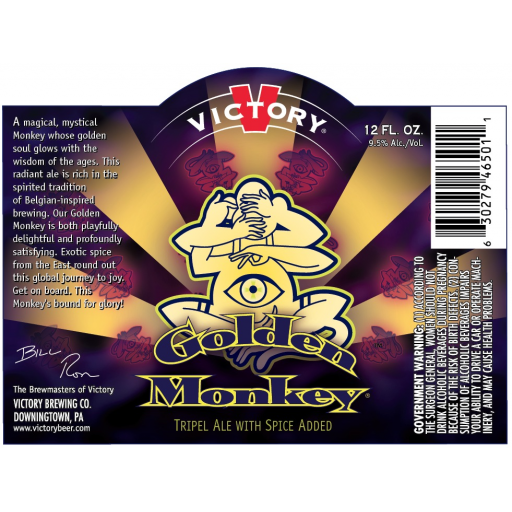 VICTORY®
A magical, mystical
Monkey whose golden
soul glows with the
wisdom of the ages. This
radiant ale is rich in the
spirited tradition
of Belgian-inspired
brewing. Our Golden
Monkey is both playfully
delightful and profoundly
satisfying. Exotic spice
from the East round out
this global journey to joy.
Get on board. This
Monkey's bound for glory!
Bill
Ron
The Brewmasters of Victory
VICTORY BREWING CO.
DOWNINGTOWN, PA
www.victorybeer.com
Golden
Monkey®
TRIPEL ALE WITH SPICE ADDED
12 FL. OZ.
9.5% Alc./Vol.
6 30279 46501 1
GOVERNMENT WARNING: (1) ACCORDING TO
THE SURGEON GENERAL, WOMEN SHOULD NOT
DRINK ALCOHOLIC BEVERAGES DURING PREGNANCY
BECAUSE OF THE RISK OF BIRTH DEFECTS. (2) CON-
SUMPTION OF ALCOHOLIC BEVERAGES IMPAIRS
YOUR ABILITY TO DRIVE A CAR OR OPERATE MACH-
INERY, AND MAY CAUSE HEALTH PROBLEMS